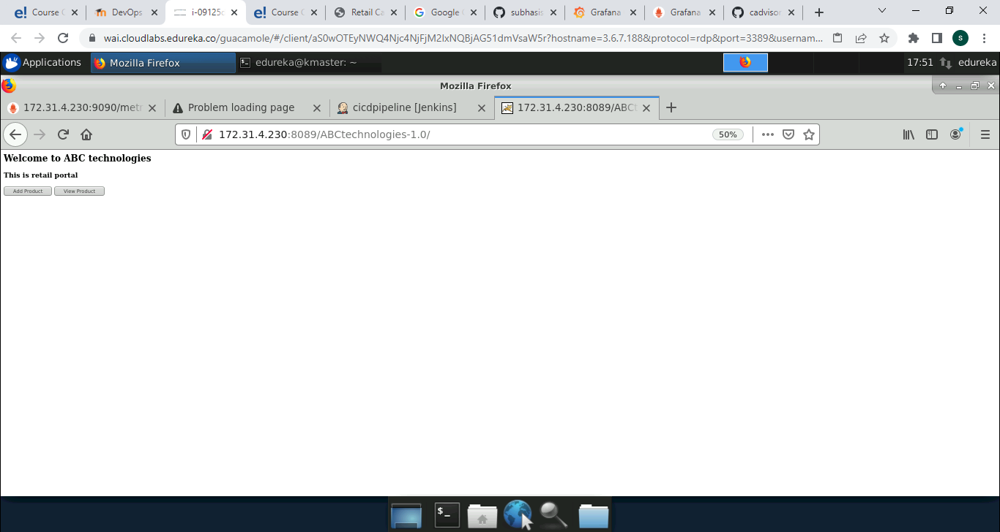 Course
DevOps
i-09125
Course
Retail Ca
Google
subhasis
Grafana
Grafana
cadvisor
wai.cloudlabs.edureka.co/guacamole/#/client/aS0wOTEyNWQ4Njc4NjFjM2IxNQBjAG51dmVsaW5r?hostname=3.6.7.188&protocol=rdp&port=3389&usernam...
S
Applications
Mozilla Firefox
edureka@kmaster: ~
17:51
edureka
Mozilla Firefox
172.31.4.230:9090/metr
Problem loading page
cicdpipeline [Jenkins]
172.31.4.230:8089/ABCt
172.31.4.230:8089/ABCtechnologies-1.0/
50%
Welcome to ABC technologies
This is retail portal
Add Product
View Product